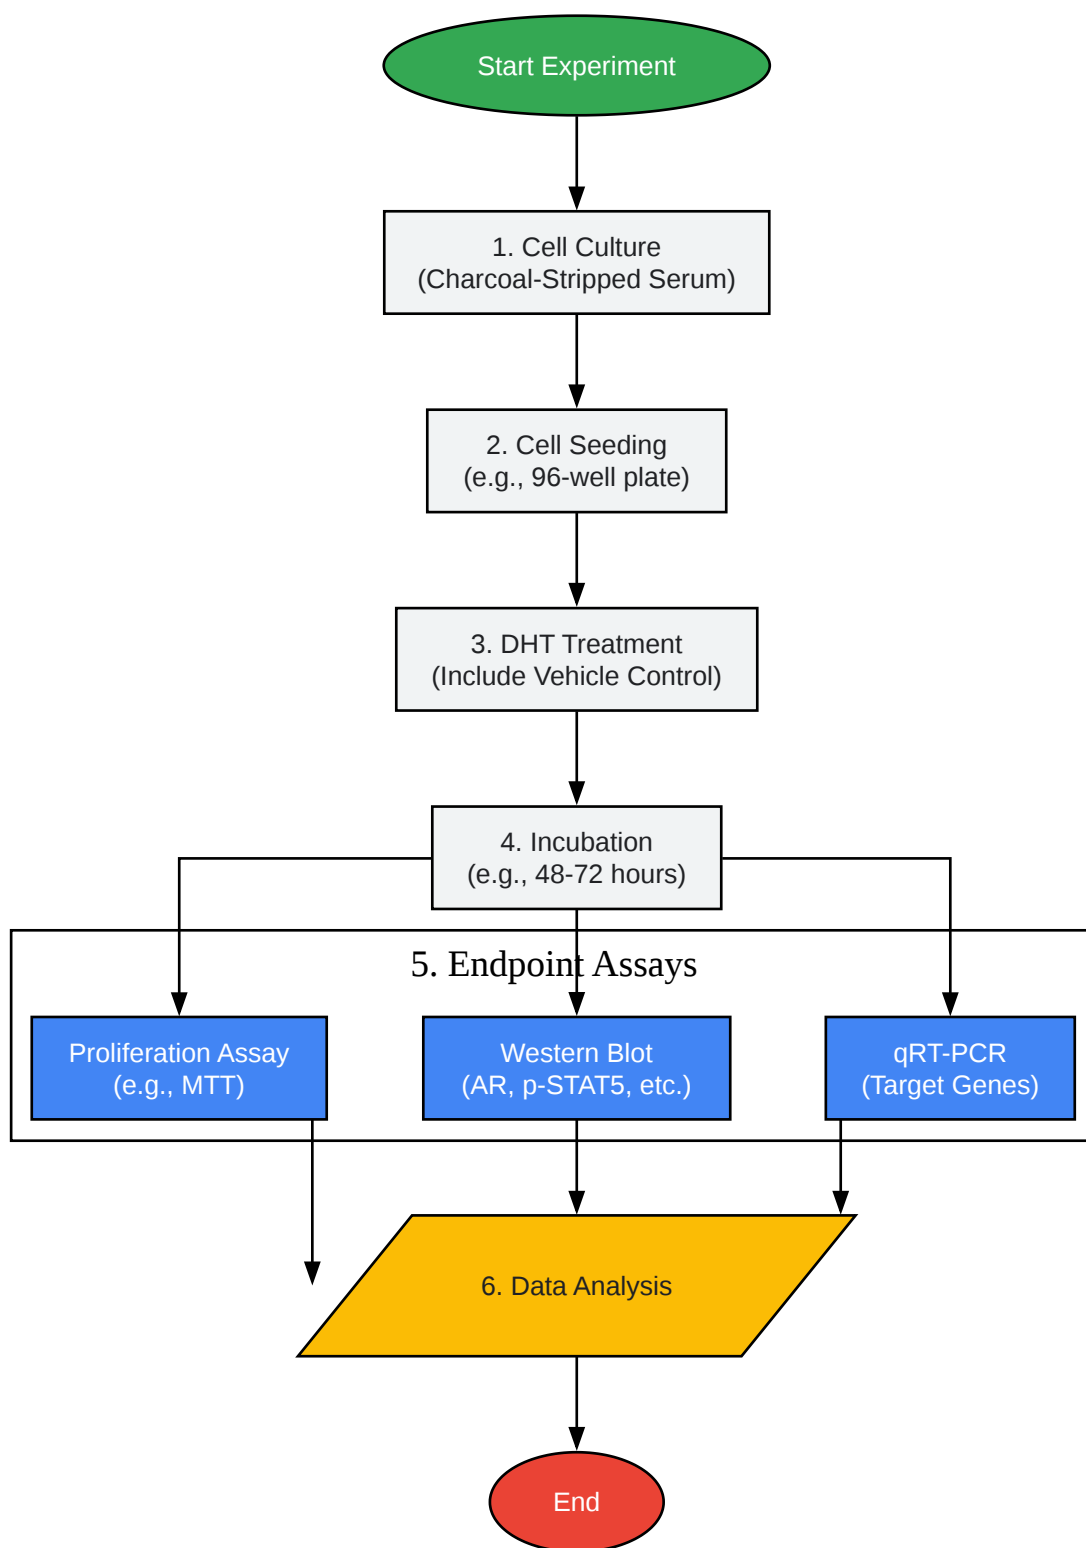 Start Experiment
1. Cell Culture
(Charcoal-Stripped Serum)
2. Cell Seeding
(e.g., 96-well plate)
3. DHT Treatment
(Include Vehicle Control)
4. Incubation
(e.g., 48-72 hours)
5. Endpoint Assays
Proliferation Assay
(e.g., MTT)
Western Blot
(AR, p-STAT5, etc.)
qRT-PCR
(Target Genes)
6. Data Analysis
End